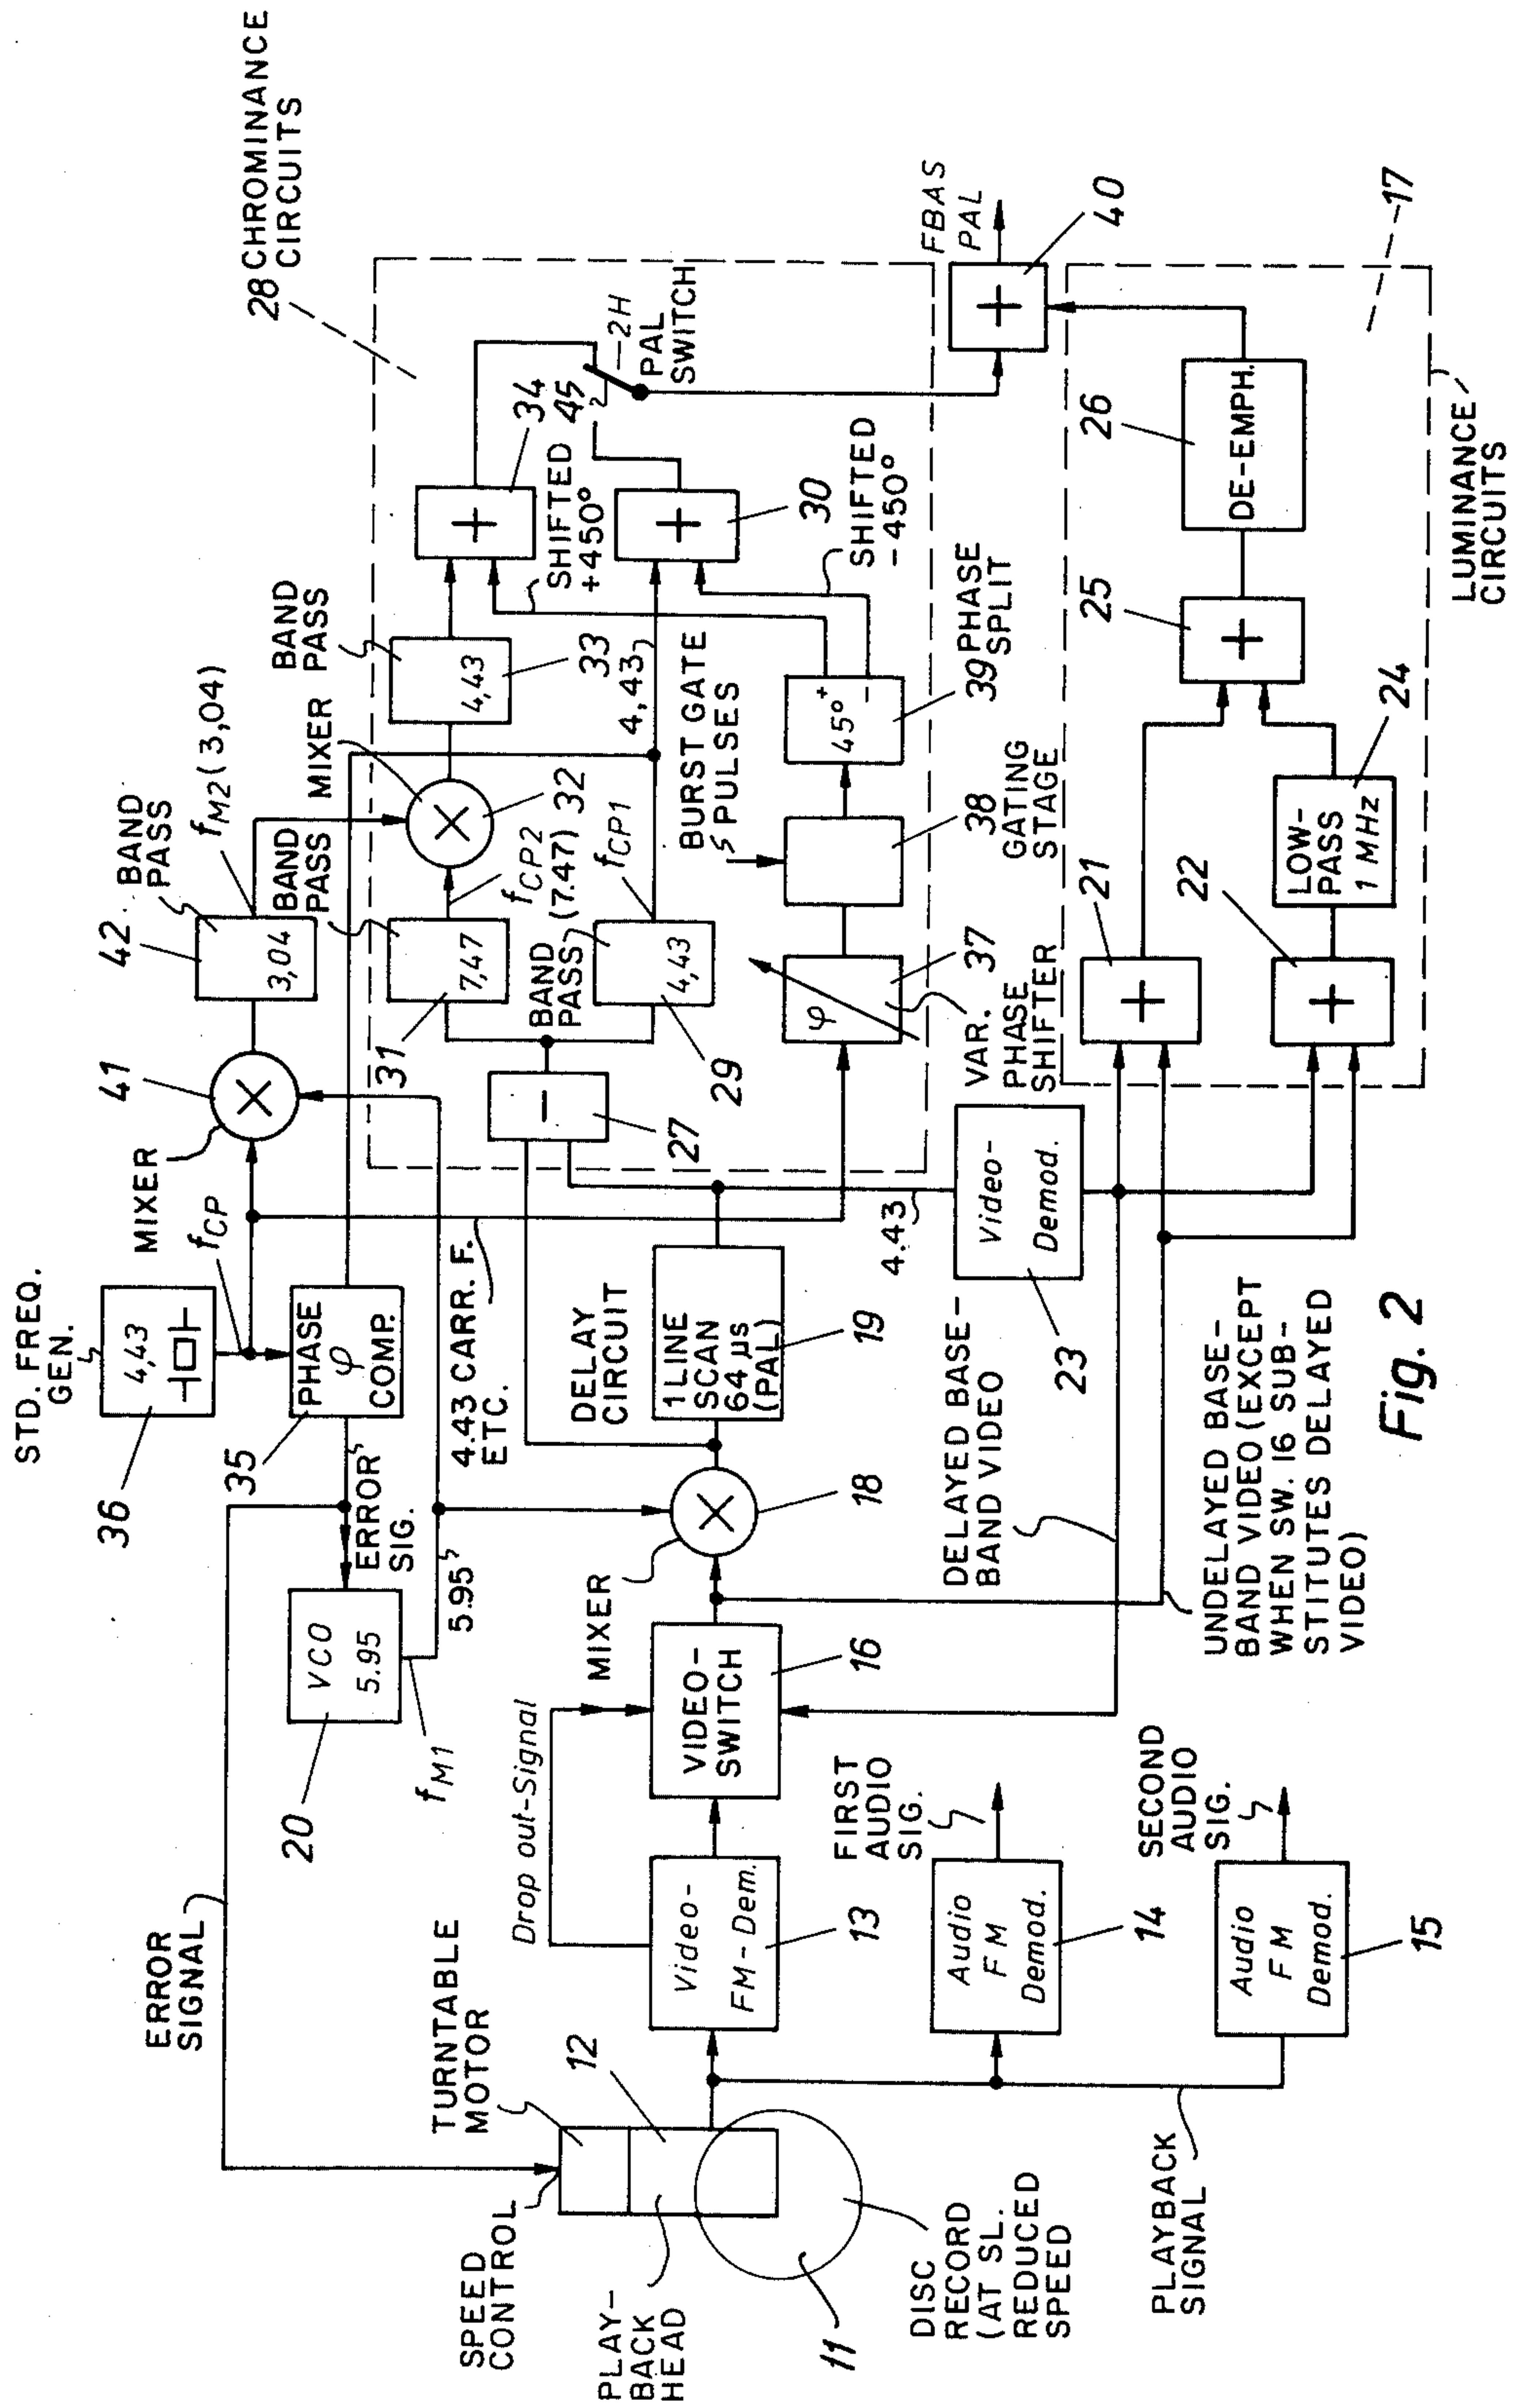 28 CHROMINANCE
CIRCUITS
STD. FREQ.
GEN.
4,43
36
fCP
MIXER
41
42
BAND
PASS
3,04
fM2 (3,04)
ERROR
SIGNAL
VCO
5.95
20
fM1
5.95
ERROR
SIG.
35
PHASE
φ
COMP.
4.43 CARR. F.
ETC.
31
BAND
PASS
7,47
fCP2
(7.47)
MIXER
32
BAND
PASS
4,43
33
SHIFTED
+450°
34
+
45
2
–2H
PAL
SWITCH
27
–
BAND
PASS
4,43
29
fCP1
4,43
+
30
SHIFTED
–450°
VAR.
PHASE
SHIFTER
φ
37
BURST GATE
PULSES
38
GATING
STAGE
45°
+
–
39
PHASE
SPLIT
FBAS
PAL
+
40
SPEED
CONTROL
TURNTABLE
MOTOR
12
PLAY-
BACK
HEAD
11
DISC
RECORD
(AT SL.
REDUCED
SPEED
PLAYBACK
SIGNAL
Drop out-Signal
Video-
FM-Dem.
13
VIDEO-
SWITCH
16
MIXER
18
DELAY
CIRCUIT
1 LINE
SCAN
64 µs
(PAL)
19
4.43
Video-
Demod.
23
Audio
FM
Demod.
14
FIRST
AUDIO
SIG.
Audio
FM
Demod.
15
SECOND
AUDIO
SIG.
DELAYED BASE-
BAND VIDEO
UNDELAYED BASE-
BAND VIDEO (EXCEPT
WHEN SW. 16 SUB-
STITUTES DELAYED
VIDEO)
21
+
22
+
LOW-
PASS
1 MHz
24
25
+
26
DE-EMPH.
17
LUMINANCE
CIRCUITS
Fig. 2